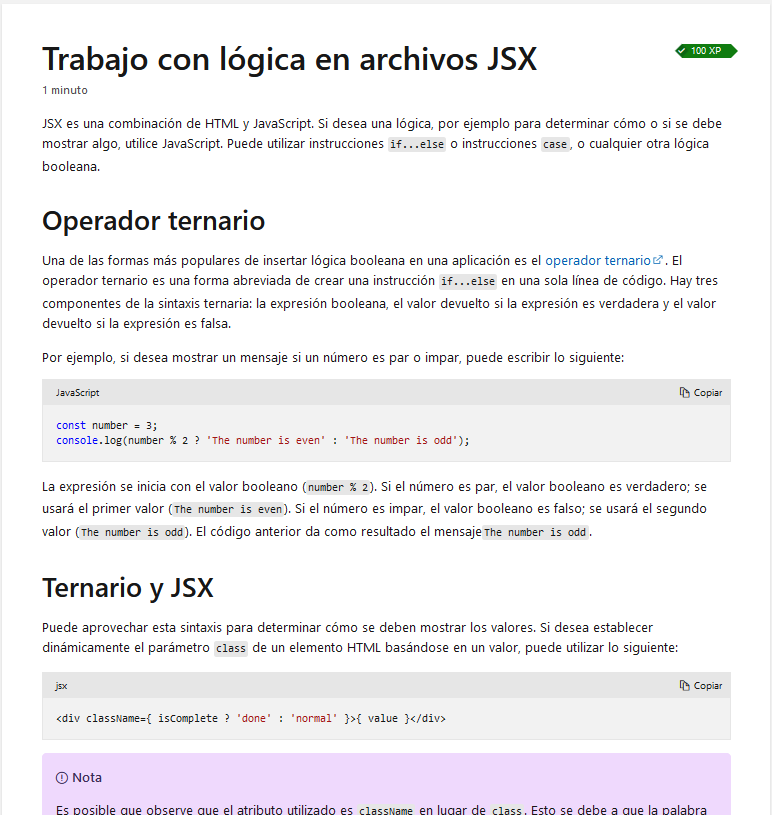 Trabajo con lógica en archivos JSX
100 XP
1 minuto
JSX es una combinación de HTML y JavaScript. Si desea una lógica, por ejemplo para determinar cómo o si se debe
mostrar algo, utilice JavaScript. Puede utilizar instrucciones if...else o instrucciones case, o cualquier otra lógica
booleana.
Operador ternario
Una de las formas más populares de insertar lógica booleana en una aplicación es el operador ternario. El
operador ternario es una forma abreviada de crear una instrucción if...else en una sola línea de código. Hay tres
componentes de la sintaxis ternaria: la expresión booleana, el valor devuelto si la expresión es verdadera y el valor
devuelto si la expresión es falsa.
Por ejemplo, si desea mostrar un mensaje si un número es par o impar, puede escribir lo siguiente:
JavaScript Copiar
const number = 3;
console.log(number % 2 ? 'The number is even' : 'The number is odd');
La expresión se inicia con el valor booleano (number % 2). Si el número es par, el valor booleano es verdadero; se
usará el primer valor (The number is even). Si el número es impar, el valor booleano es falso; se usará el segundo
valor (The number is odd). El código anterior da como resultado el mensaje The number is odd.
Ternario y JSX
Puede aprovechar esta sintaxis para determinar cómo se deben mostrar los valores. Si desea establecer
dinámicamente el parámetro class de un elemento HTML basándose en un valor, puede utilizar lo siguiente:
jsx Copiar
<div className={ isComplete ? 'done' : 'normal' }>{ value }</div>
Nota
Es posible que observe que el atributo utilizado es className en lugar de class. Esto se debe a que la palabra